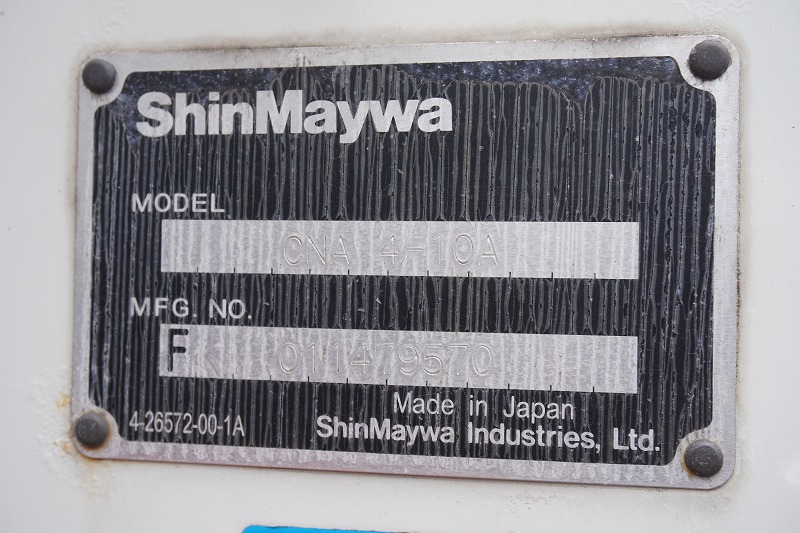 ShinMaywa
MODEL
CNA 4-10A
MFG. NO.
F 011479570
Made in Japan
4-26572-00-1A
ShinMaywa Industries, Ltd.